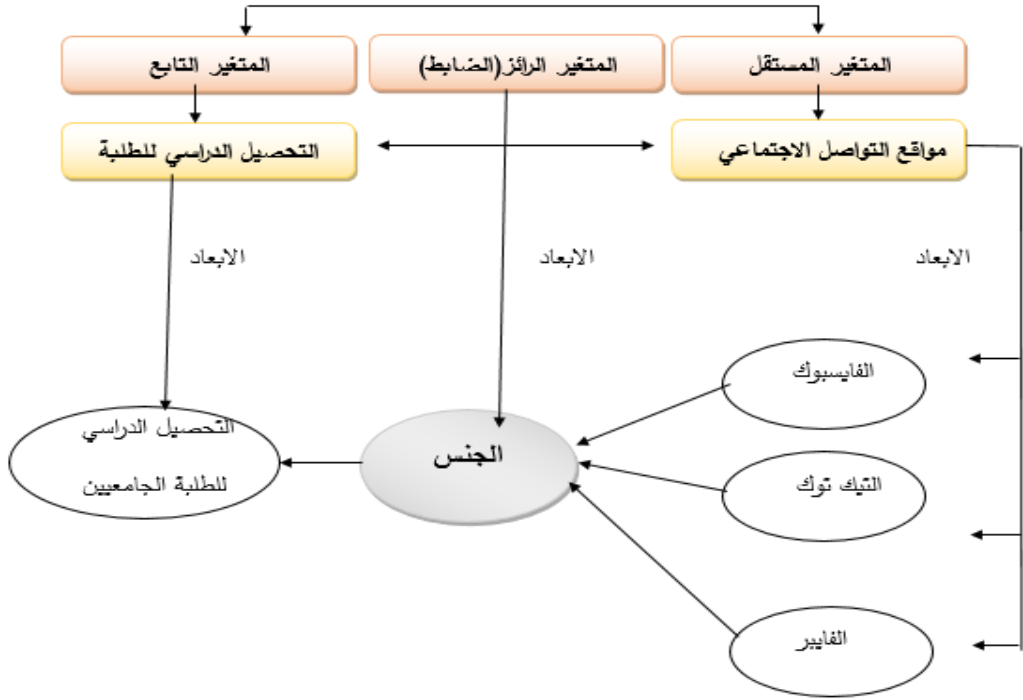 المتغير المستقل
المتغير الرائز(الضابط)
المتغير التابع
مواقع التواصل الاجتماعي
التحصيل الدراسي للطلبة
الابعاد
الابعاد
الابعاد
الفايسبوك
التيك توك
الفايبر
الجنس
التحصيل الدراسي
للطلبة الجامعيين